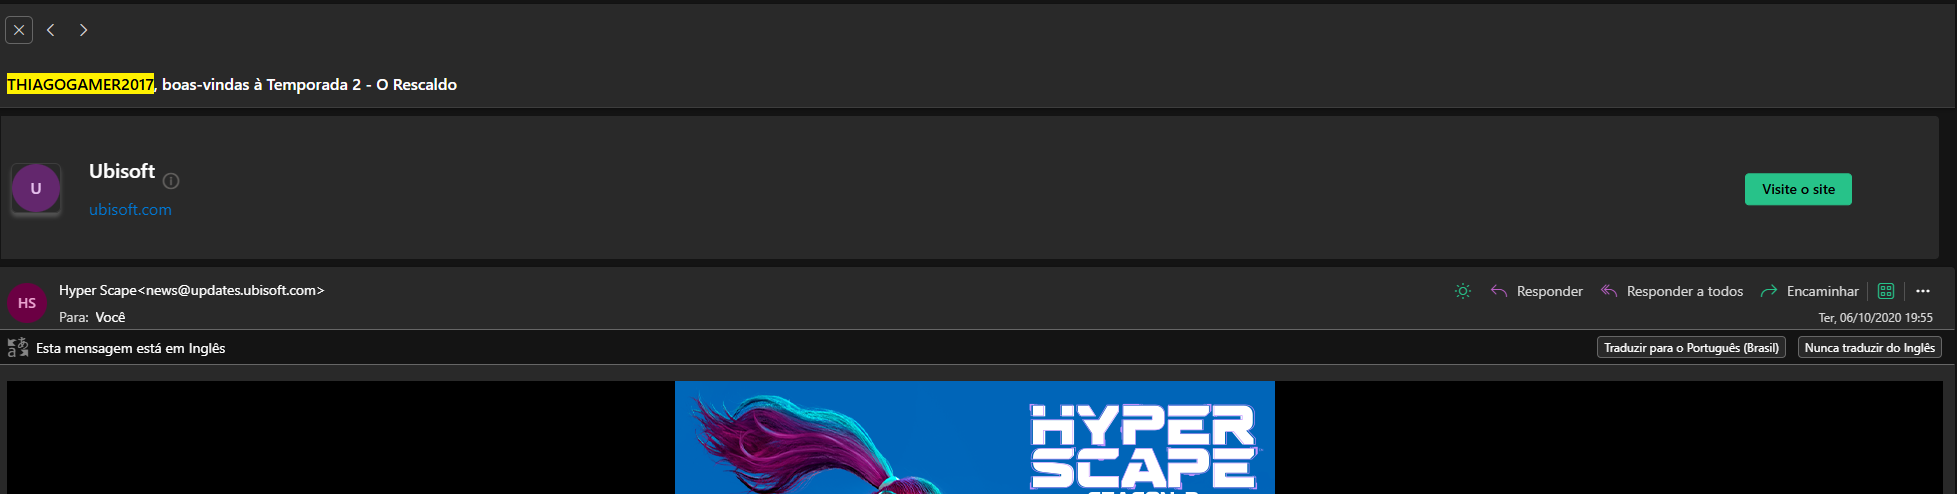 THIAGOGAMER2017, boas-vindas à Temporada 2 - O Rescaldo
U
Ubisoft
ubisoft.com
Visite o site
HS
Hyper Scape<news@updates.ubisoft.com>
Para: Você
Responder
Responder a todos
Encaminhar
Ter, 06/10/2020 19:55
Esta mensagem está em Inglês
Traduzir para o Português (Brasil)
Nunca traduzir do Inglês
HYPER
SCAPE